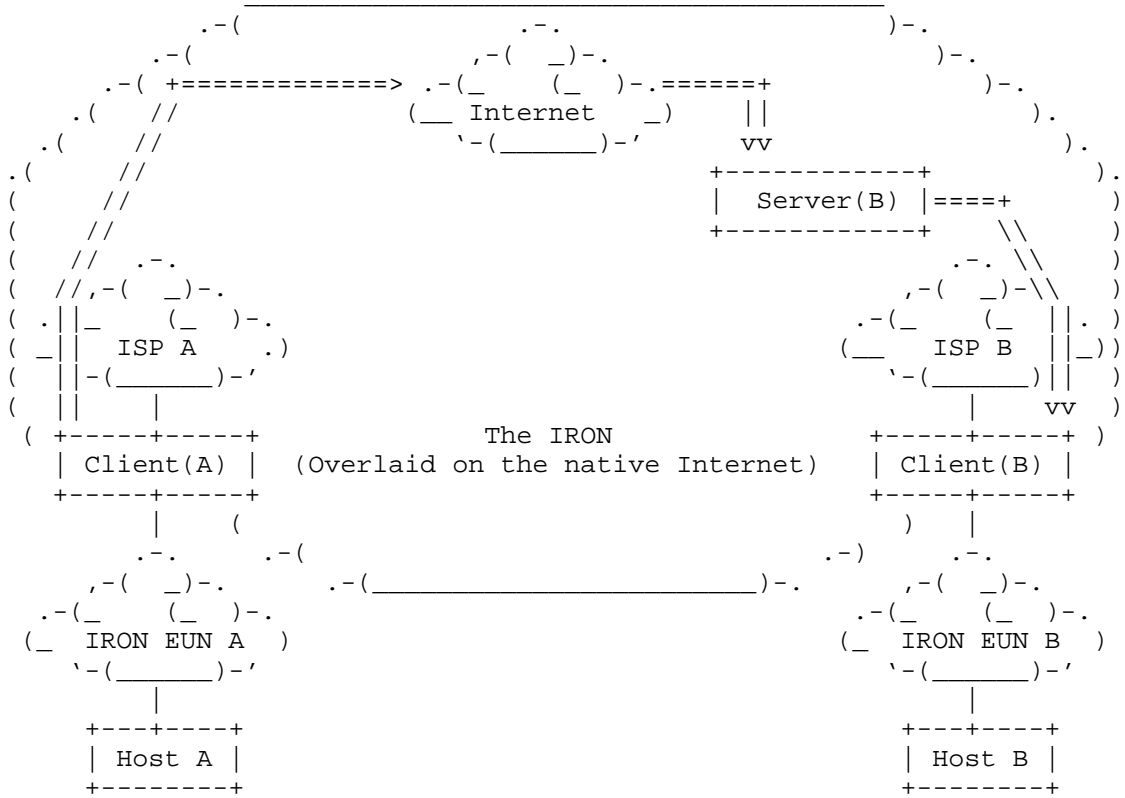 Internet
Server(B)
ISP A
ISP B
The IRON
Client(A)
(Overlaid on the native Internet)
Client(B)
IRON EUN A
IRON EUN B
Host A
Host B